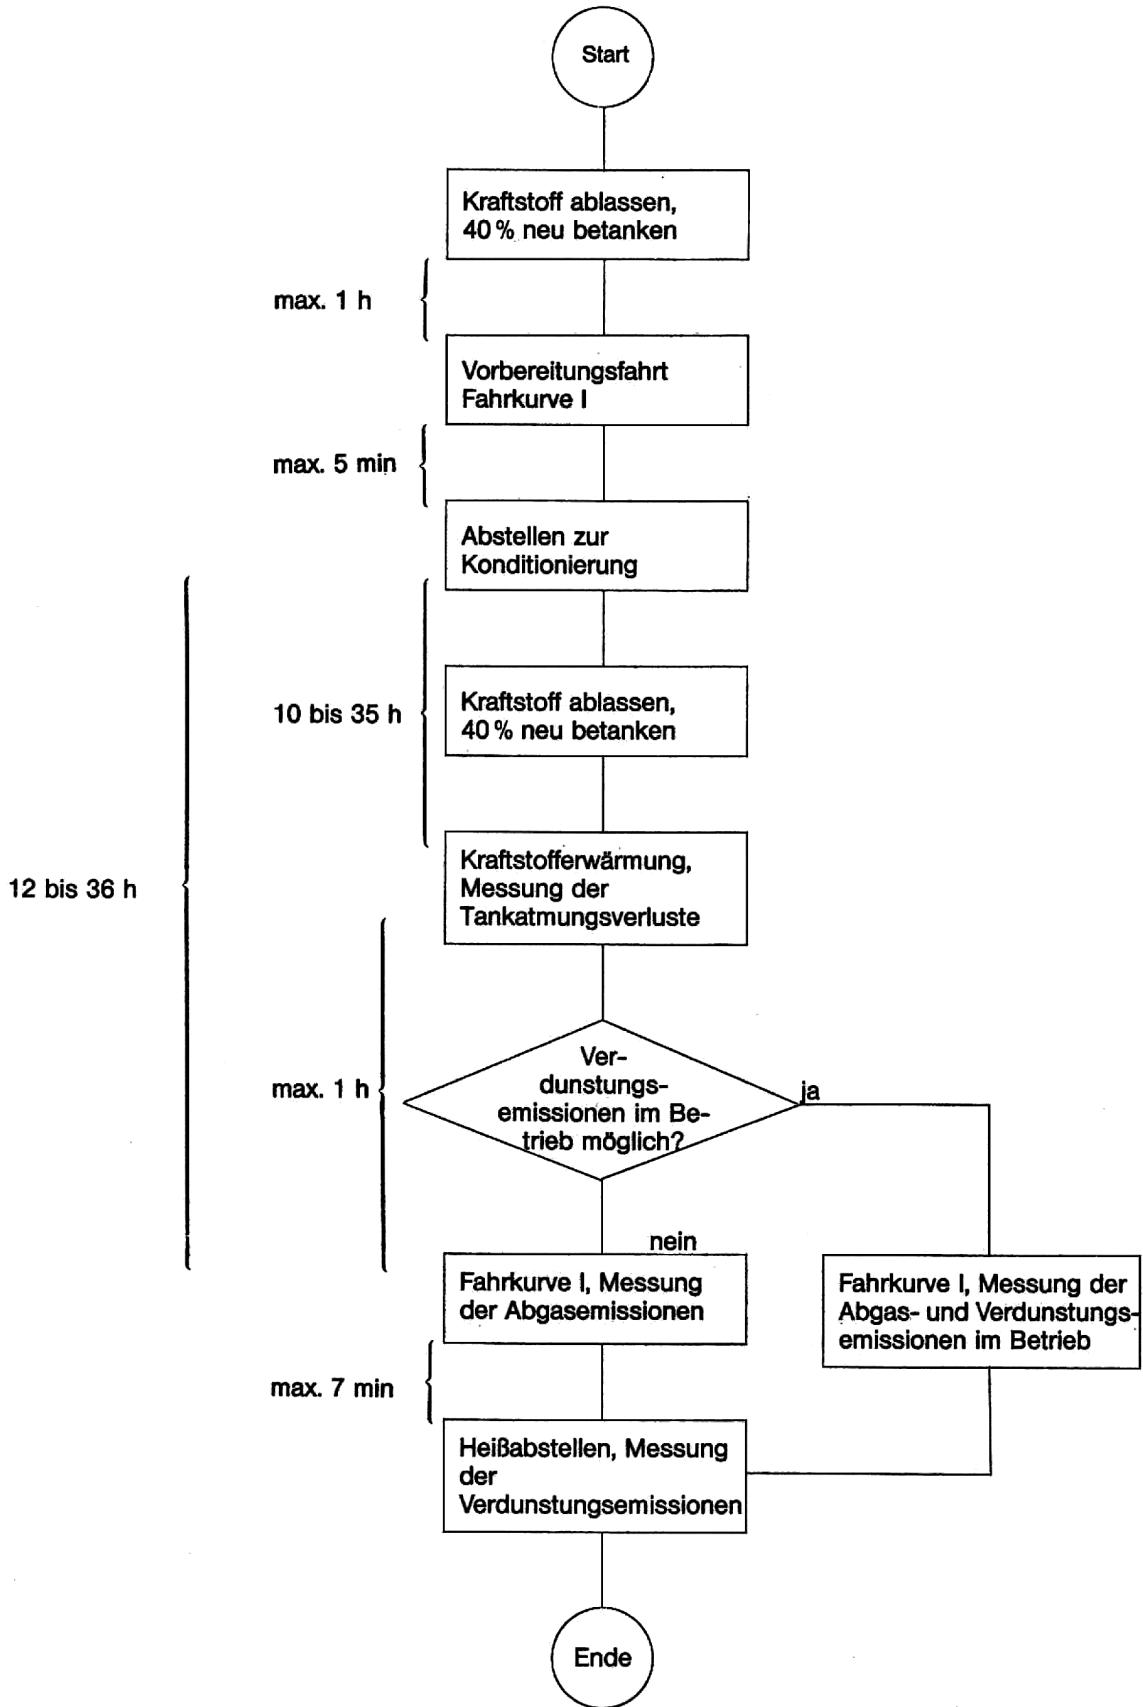 Start
Kraftstoff ablassen,
40 % neu betanken
max. 1 h
Vorbereitungsfahrt
Fahrkurve I
max. 5 min
Abstellen zur
Konditionierung
10 bis 35 h
Kraftstoff ablassen,
40 % neu betanken
12 bis 36 h
Kraftstofferwärmung,
Messung der
Tankatmungsverluste
max. 1 h
Ver-
dunstungs-
emissionen im Be-
trieb möglich?
ja
nein
Fahrkurve I, Messung
der Abgasemissionen
Fahrkurve I, Messung der
Abgas- und Verdunstungs-
emissionen im Betrieb
max. 7 min
Heißabstellen, Messung
der
Verdunstungsemissionen
Ende